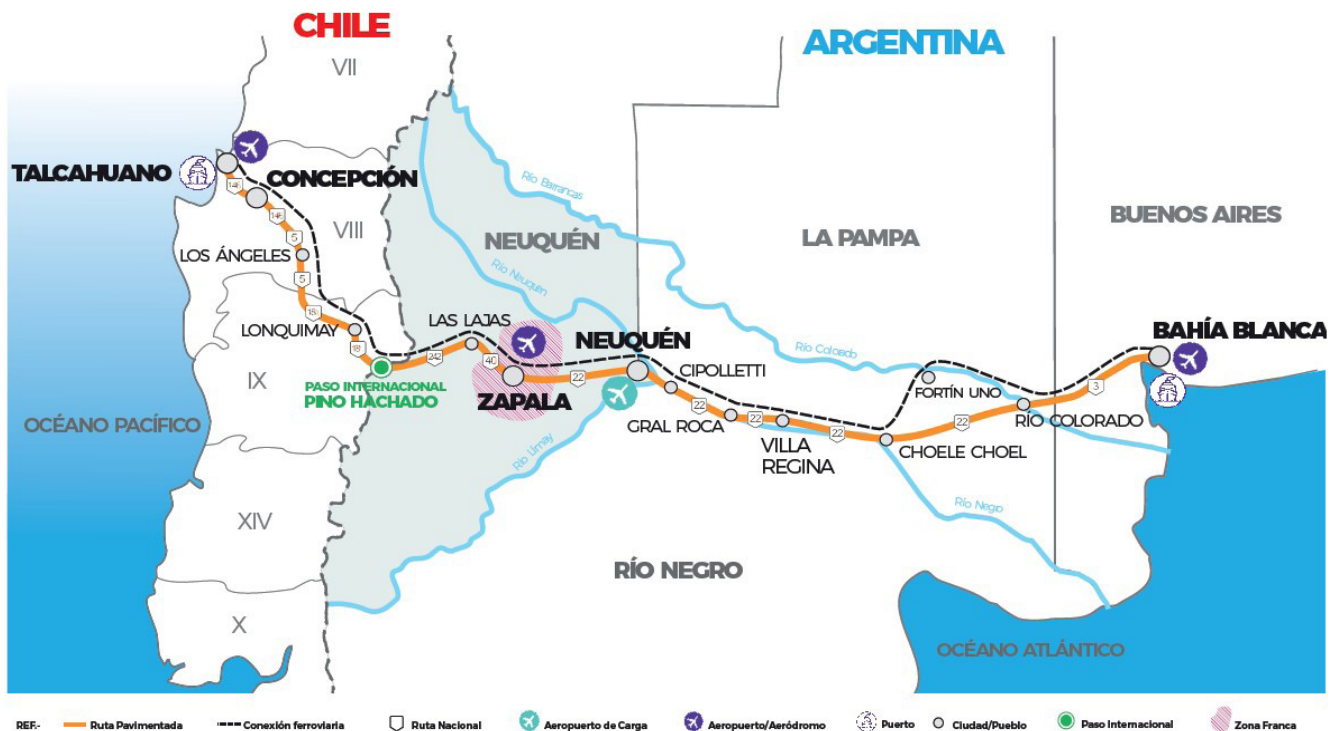 CHILE
ARGENTINA
VII
TALCAHUANO
CONCEPCIÓN
146
146
VIII
NEUQUÉN
Río Barrancas
LA PAMPA
BUENOS AIRES
5
LOS ÁNGELES
5
Río Neuquen
181
LONQUIMAY
181
LAS LAJAS
242
40
NEUQUÉN
Río Colorado
BAHÍA BLANCA
IX
PASO INTERNACIONAL
PINO HACHADO
ZAPALA
22
CIPOLLETTI
22
FORTÍN UNO
3
OCÉANO PACÍFICO
GRAL ROCA
22
VILLA
REGINA
22
22
RÍO COLORADO
CHOELE CHOEL
Río Limay
Río Negro
XIV
RÍO NEGRO
X
OCÉANO ATLÁNTICO
REF.- Ruta Pavimentada Conexión ferroviaria Ruta Nacional Aeropuerto de Carga Aeropuerto/Aeródromo Puerto Ciudad/Pueblo Paso Internacional Zona Franca